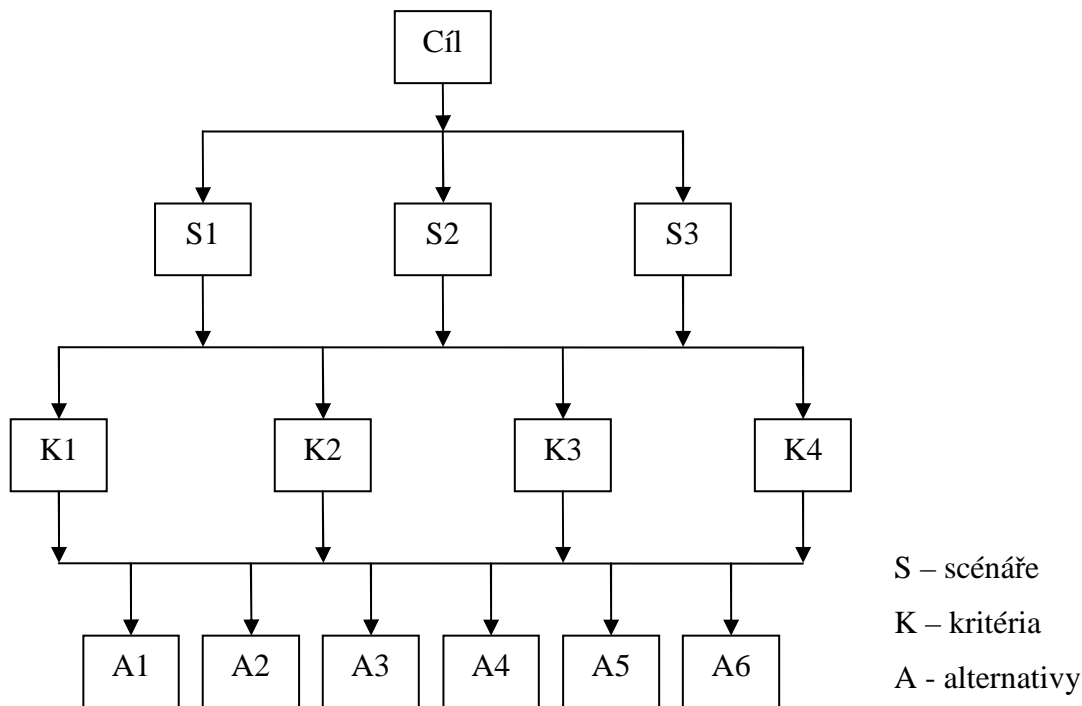 Cíl
S1 S2 S3
K1 K2 K3 K4
A1 A2 A3 A4 A5 A6
S – scénáře
K – kritéria
A - alternativy